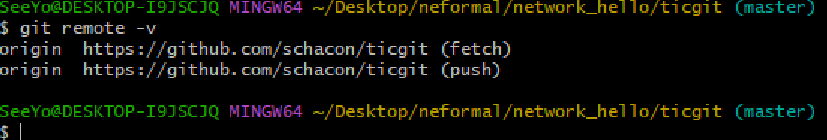 SeeYo@DESKTOP-I9JSCJQ MINGW64 ~/Desktop/neformal/network_hello/ticgit (master)
$ git remote -v
origin  https://github.com/schacon/ticgit (fetch)
origin  https://github.com/schacon/ticgit (push)
SeeYo@DESKTOP-I9JSCJQ MINGW64 ~/Desktop/neformal/network_hello/ticgit (master)
$